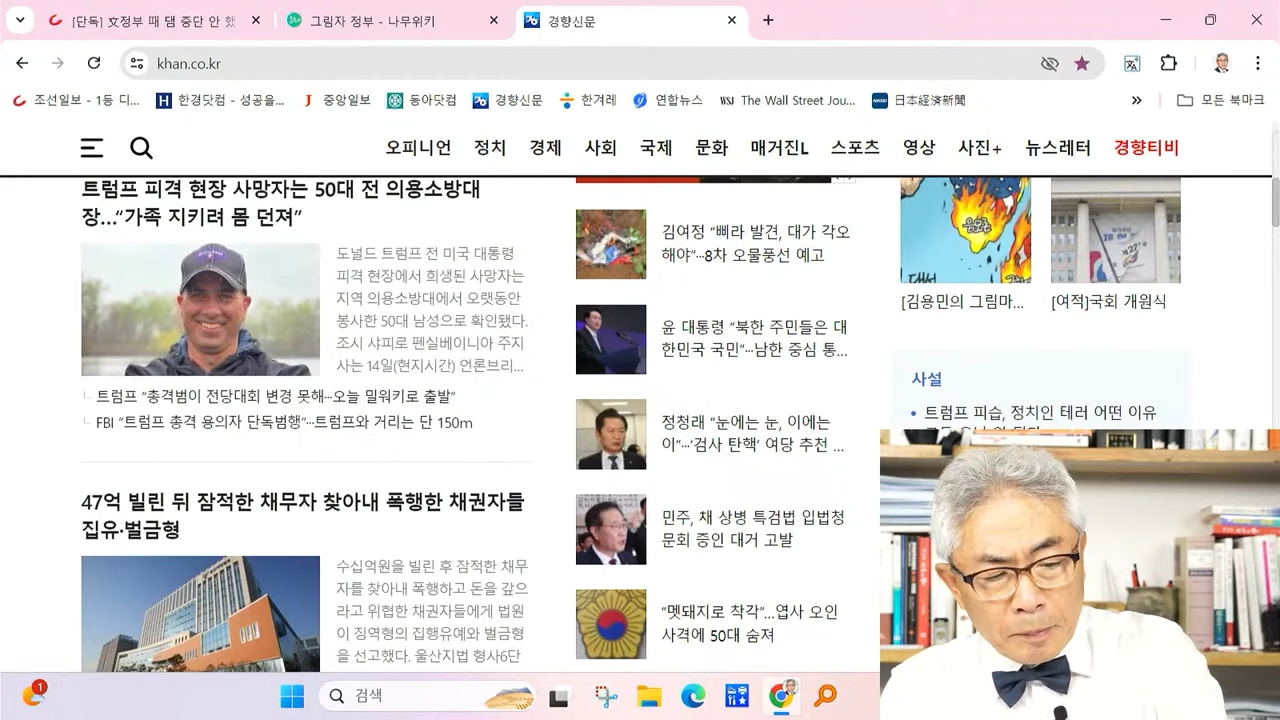 [단독] 文정부 때 댐 중단 안 했
그림자 정부 - 나무위키
경향신문
khan.co.kr
조선일보 - 1등 디...
한경닷컴 - 성공을...
중앙일보
동아닷컴
경향신문
한겨레
연합뉴스
WSJ The Wall Street Jou...
日本経済新聞
모든 북마크
오피니언 정치 경제 사회 국제 문화 매거진L 스포츠 영상 사진+ 뉴스레터 경향티비
트럼프 피격 현장 사망자는 50대 전 의용소방대
장…“가족 지키려 몸 던져”
도널드 트럼프 전 미국 대통령
피격 현장에서 희생된 사망자는
지역 의용소방대에서 오랫동안
봉사한 50대 남성으로 확인됐다.
조시 샤피로 펜실베이니아 주지
사는 14일(현지시간) 언론브리...
트럼프 “총격범이 전당대회 변경 못해…오늘 밀워키로 출발”
FBI “트럼프 총격 용의자 단독범행”…트럼프와 거리는 단 150m
47억 빌린 뒤 잠적한 채무자 찾아내 폭행한 채권자들
집유·벌금형
수십억원을 빌린 후 잠적한 채무
자를 찾아내 폭행하고 돈을 갚으
라고 위협한 채권자들에게 법원
이 징역형의 집행유예와 벌금형
을 선고했다. 울산지법 형사6단
김여정 “삐라 발견, 대가 각오
해야”…8차 오물풍선 예고
윤 대통령 “북한 주민들은 대
한민국 국민”…남한 중심 통...
정청래 “눈에는 눈, 이에는
이”…‘검사 탄핵’ 여당 추천 ...
민주, 채 상병 특검법 입법청
문회 증인 대거 고발
“멧돼지로 착각”…엽사 오인
사격에 50대 숨져
[김용민의 그림마...
[여적]국회 개원식
사설
트럼프 피습, 정치인 테러 어떤 이유
1
검색